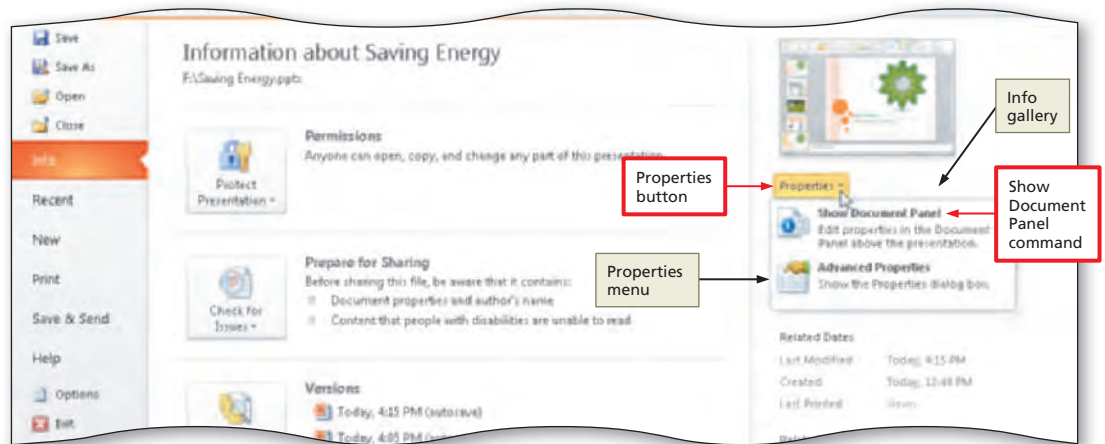 Save
Save As
Open
Close
Info
Recent
New
Print
Save & Send
Help
Options
Exit
Information about Saving Energy
F:\Saving Energy.pptx
Protect
Presentation
Permissions
Anyone can open, copy, and change any part of this presentation.
Check for
Issues
Prepare for Sharing
Before sharing this file, be aware that it contains:
Document properties and author's name
Content that people with disabilities are unable to read
Versions
Today, 4:15 PM (autosave)
Today, 4:05 PM
Properties
button
Properties
menu
Info
gallery
Show
Document
Panel
command
Properties
Show Document Panel
Edit properties in the Document
Panel above the presentation.
Advanced Properties
Show the Properties dialog box.
Related Dates
Last Modified Today, 4:15 PM
Created Today, 12:48 PM
Last Printed Never